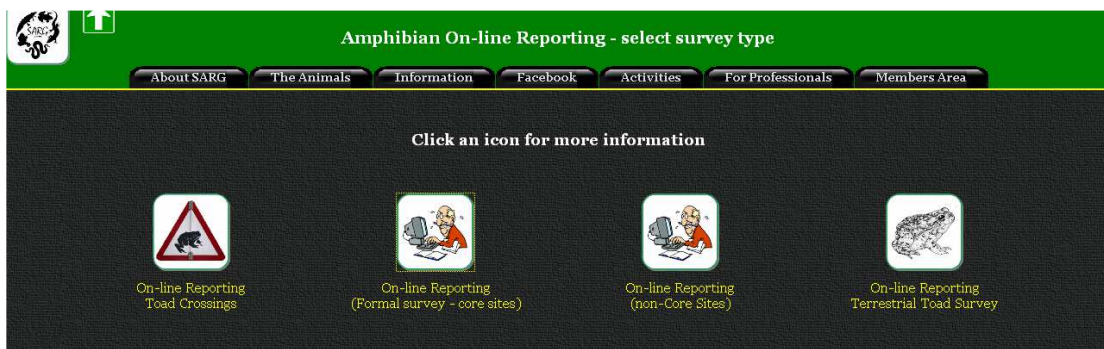 SARG
Amphibian On-line Reporting - select survey type
About SARG The Animals Information Facebook Activities For Professionals Members Area
Click an icon for more information
On-line Reporting
Toad Crossings
On-line Reporting
(Formal survey - core sites)
On-line Reporting
(non-Core Sites)
On-line Reporting
Terrestrial Toad Survey